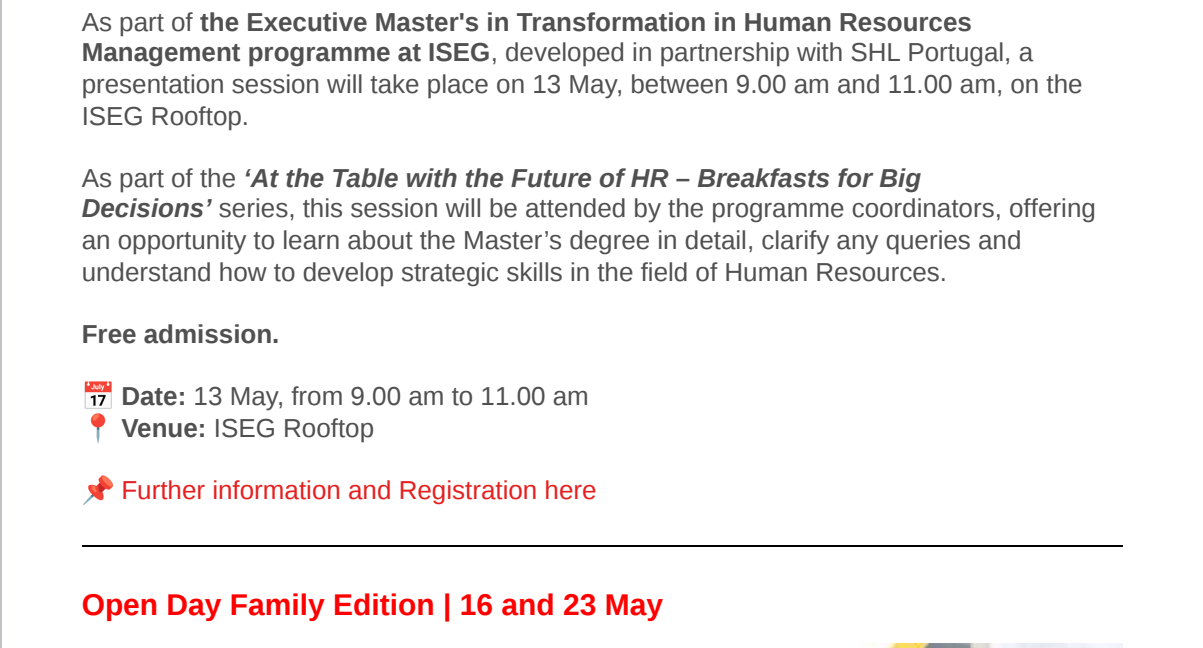 As part of the Executive Master's in Transformation in Human Resources
Management programme at ISEG, developed in partnership with SHL Portugal, a
presentation session will take place on 13 May, between 9.00 am and 11.00 am, on the
ISEG Rooftop.
As part of the ‘At the Table with the Future of HR – Breakfasts for Big
Decisions’ series, this session will be attended by the programme coordinators, offering
an opportunity to learn about the Master’s degree in detail, clarify any queries and
understand how to develop strategic skills in the field of Human Resources.
Free admission.
📅 Date: 13 May, from 9.00 am to 11.00 am
📍 Venue: ISEG Rooftop
📌 Further information and Registration here
Open Day Family Edition | 16 and 23 May